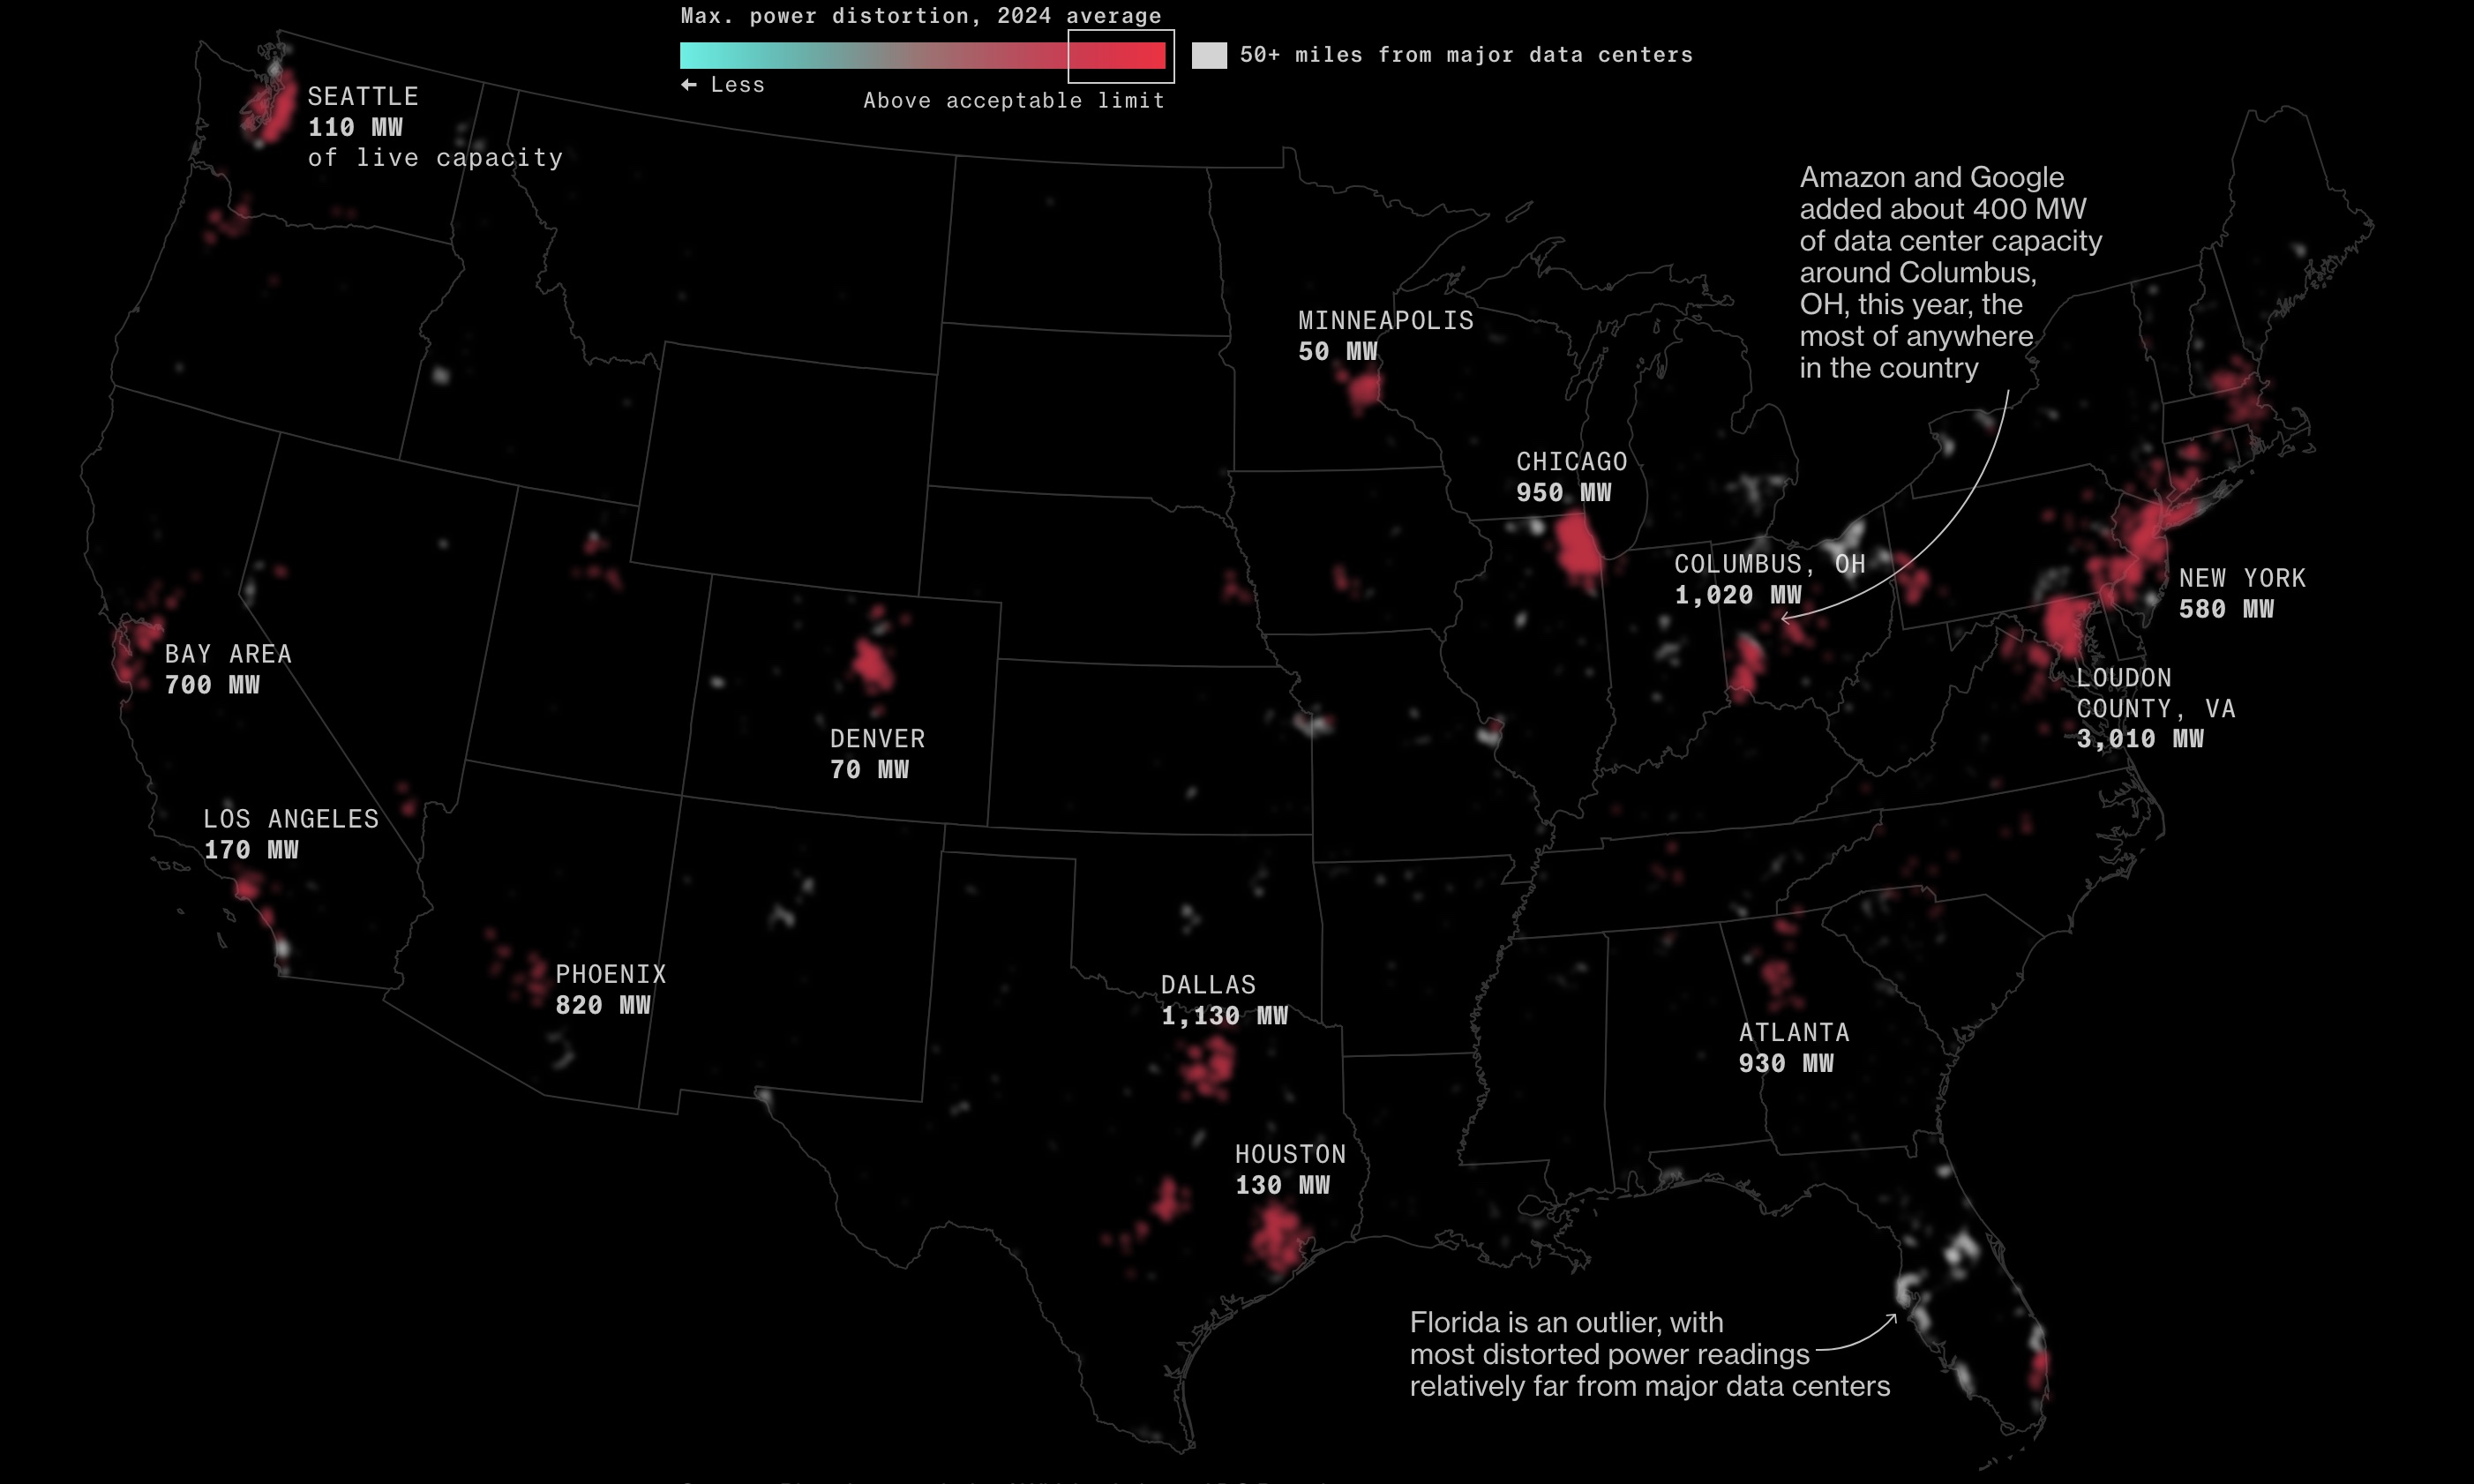 Max. power distortion, 2024 average
50+ miles from major data centers
← Less
Above acceptable limit
SEATTLE
110 MW
of live capacity
Amazon and Google
added about 400 MW
of data center capacity
around Columbus,
OH, this year, the
most of anywhere
in the country
MINNEAPOLIS
50 MW
CHICAGO
950 MW
COLUMBUS, OH
1,020 MW
NEW YORK
580 MW
BAY AREA
700 MW
LOUDON
COUNTY, VA
3,010 MW
DENVER
70 MW
LOS ANGELES
170 MW
PHOENIX
820 MW
DALLAS
1,130 MW
ATLANTA
930 MW
HOUSTON
130 MW
Florida is an outlier, with
most distorted power readings
relatively far from major data centers